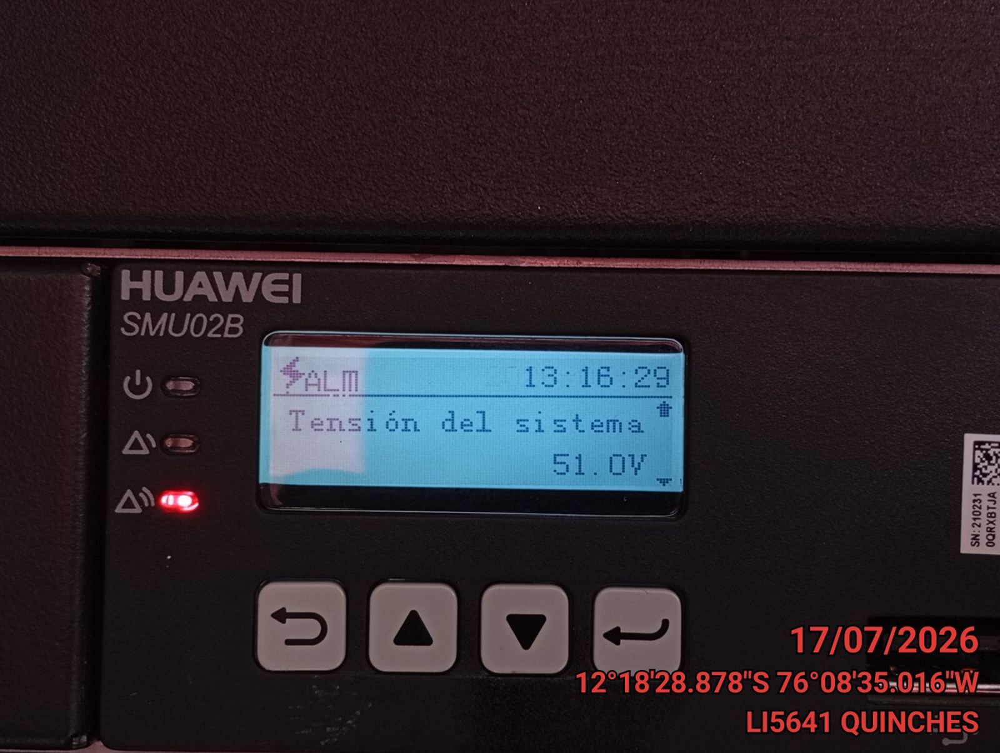 HUAWEI
SMU02B
ALM 13:16:29
Tensión del sistema
51.0V
SN: 210231
0QRXBTJA
17/07/2026
12°18'28.878"S 76°08'35.016"W
LI5641 QUINCHES